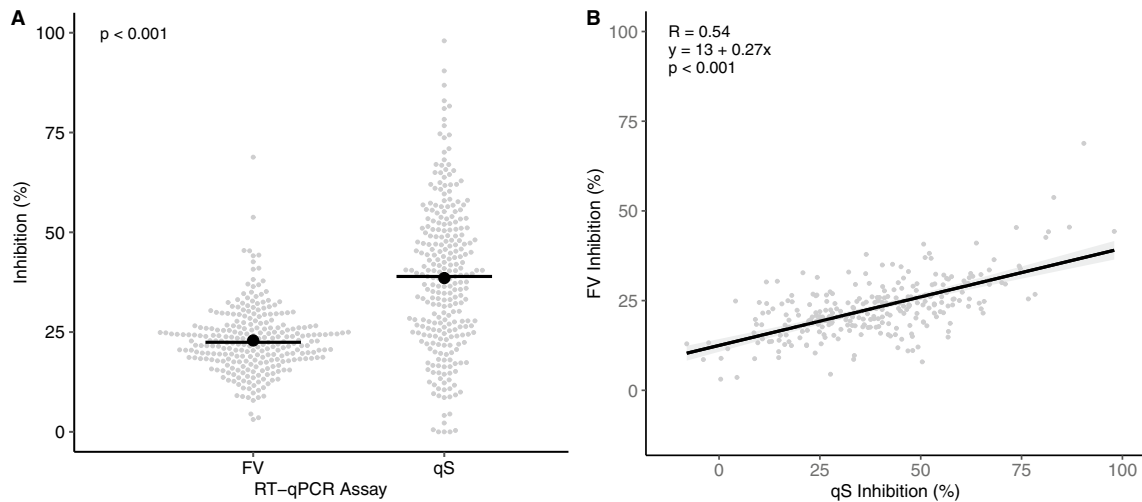 A
p < 0.001
100
75
50
25
0
Inhibition (%)
FV
qS
RT−qPCR Assay
B
R = 0.54
y = 13 + 0.27x
p < 0.001
100
75
50
25
0
FV Inhibition (%)
0
25
50
75
100
qS Inhibition (%)